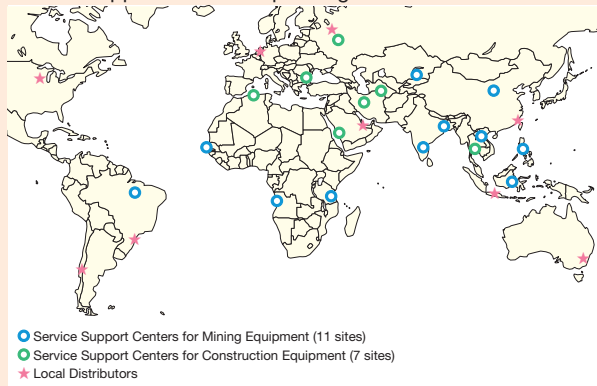 Service Support Centers for Mining Equipment (11 sites)
Service Support Centers for Construction Equipment (7 sites)
Local Distributors